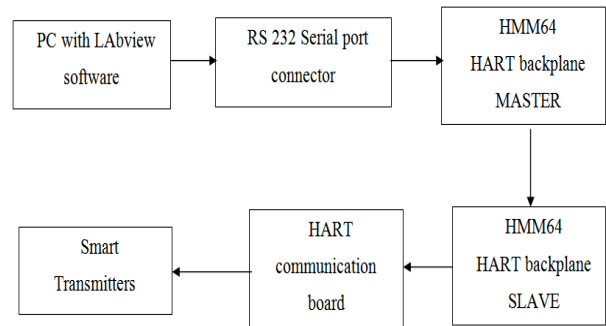 PC with LAbview
software
RS 232 Serial port
connector
HMM64
HART backplane
MASTER
Smart
Transmitters
HART
communication
board
HMM64
HART backplane
SLAVE